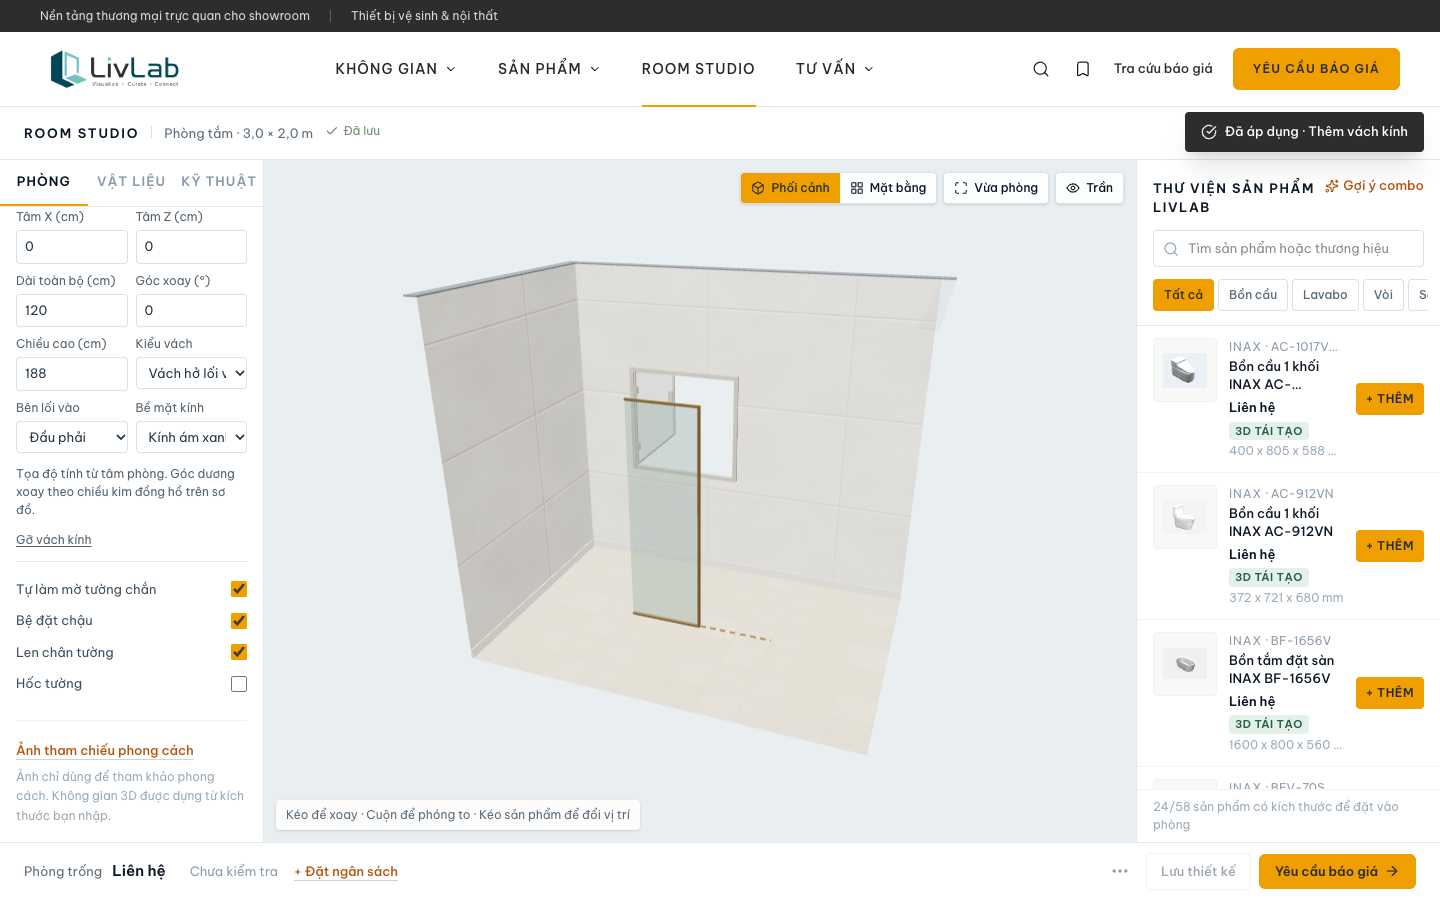 Nền tảng thương mại trực quan cho showroom
Thiết bị vệ sinh & nội thất
LivLab
Visualize • Curate • Connect
KHÔNG GIAN
SẢN PHẨM
ROOM STUDIO
TƯ VẤN
Tra cứu báo giá
YÊU CẦU BÁO GIÁ
ROOM STUDIO
Phòng tắm · 3,0 × 2,0 m
Đã lưu
Đã áp dụng · Thêm vách kính
PHÒNG
VẬT LIỆU
KỸ THUẬT
Tâm X (cm)
Tâm Z (cm)
0
0
Dài toàn bộ (cm)
Góc xoay (°)
120
0
Chiều cao (cm)
Kiểu vách
188
Vách hở lối v
Bên lối vào
Bề mặt kính
Đầu phải
Kính ám xanh
Tọa độ tính từ tâm phòng. Góc dương
xoay theo chiều kim đồng hồ trên sơ
đồ.
Gỡ vách kính
Tự làm mờ tường chắn
Bệ đặt chậu
Len chân tường
Hốc tường
Ảnh tham chiếu phong cách
Ảnh chỉ dùng để tham khảo phong
cách. Không gian 3D được dựng từ kích
thước bạn nhập.
Phối cảnh
Mặt bằng
Vừa phòng
Trần
Kéo để xoay · Cuộn để phóng to · Kéo sản phẩm để đổi vị trí
THƯ VIỆN SẢN PHẨM
LIVLAB
Gợi ý combo
Tìm sản phẩm hoặc thương hiệu
Tất cả
Bồn cầu
Lavabo
Vòi
INAX · AC-1017V...
Bồn cầu 1 khối
INAX AC-...
Liên hệ
3D TÁI TẠO
400 x 805 x 588 ...
+ THÊM
INAX · AC-912VN
Bồn cầu 1 khối
INAX AC-912VN
Liên hệ
3D TÁI TẠO
372 x 721 x 680 mm
+ THÊM
INAX · BF-1656V
Bồn tắm đặt sàn
INAX BF-1656V
Liên hệ
3D TÁI TẠO
1600 x 800 x 560 ...
+ THÊM
INAX · BFV-70S
24/58 sản phẩm có kích thước để đặt vào
phòng
Phòng trống
Liên hệ
Chưa kiểm tra
+ Đặt ngân sách
Lưu thiết kế
Yêu cầu báo giá